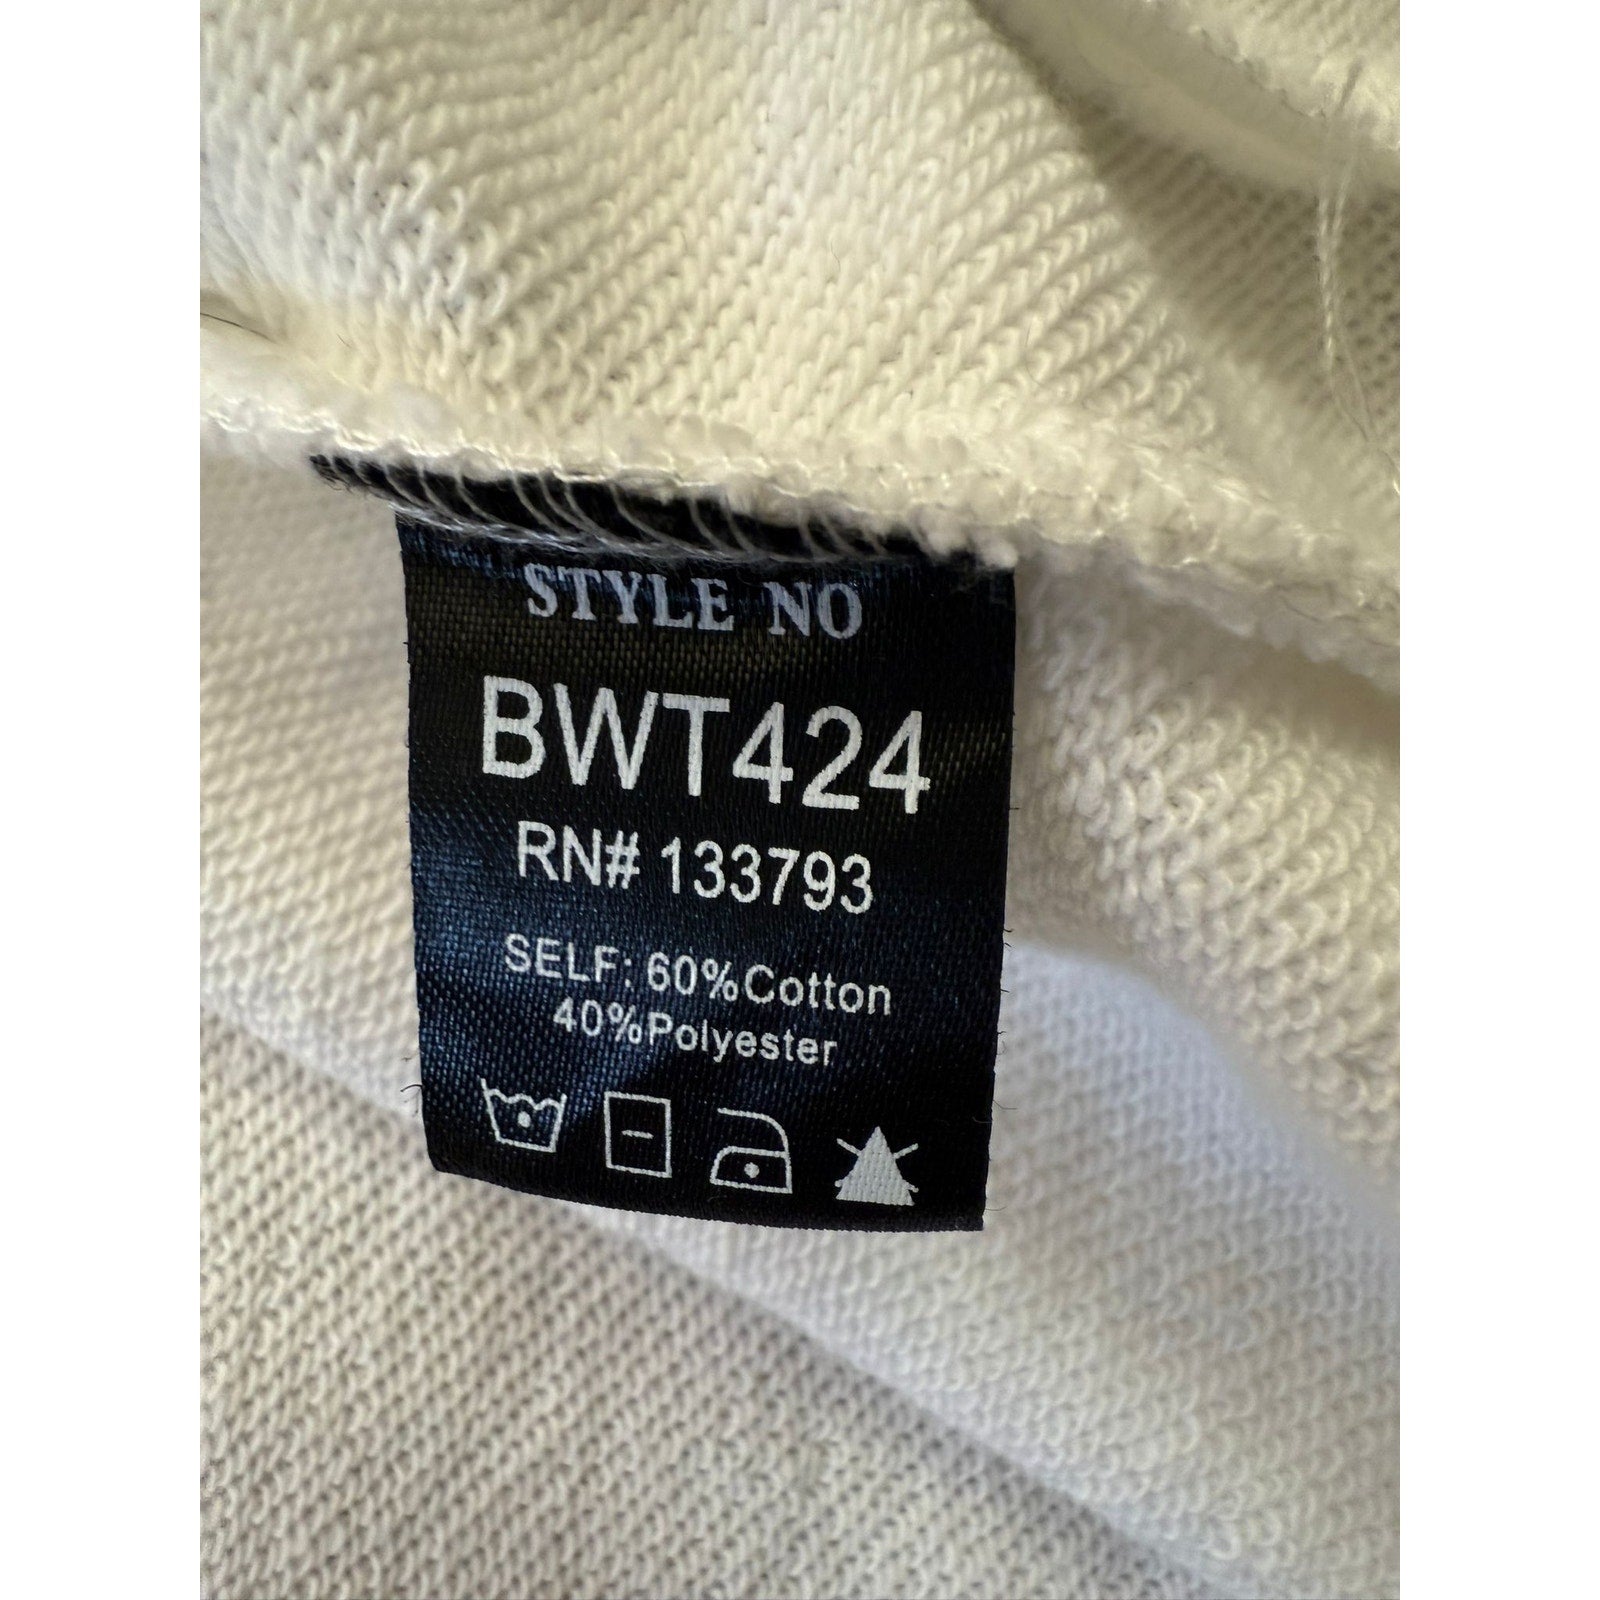 STYLE NO
BWT424
RN# 133793
SELF: 60%Cotton
40%Polyester